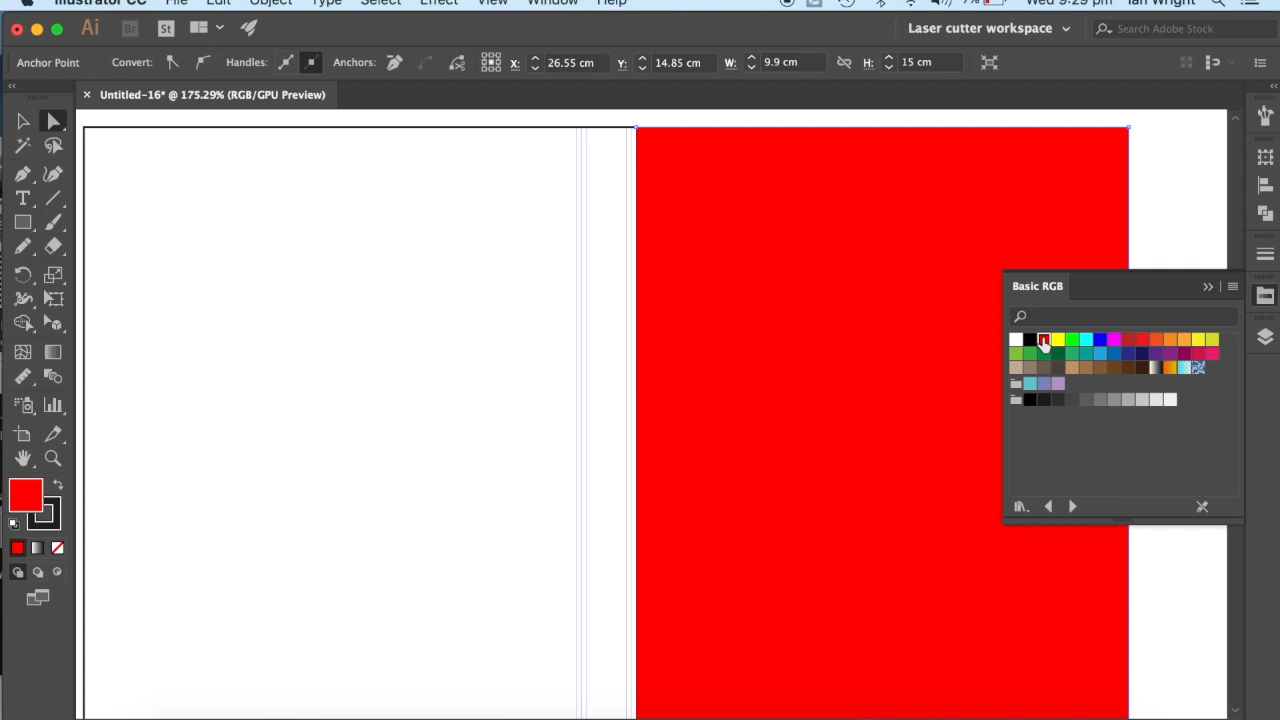 Illustrator CC File Edit Object Type Select Effect View Window Help 7% Wed 9:29 pm Ian Wright
Ai Br St Laser cutter workspace Search Adobe Stock
Anchor Point Convert: Handles: Anchors: X: 26.55 cm Y: 14.85 cm W: 9.9 cm H: 15 cm
Untitled-16* @ 175.29% (RGB/GPU Preview)
Basic RGB